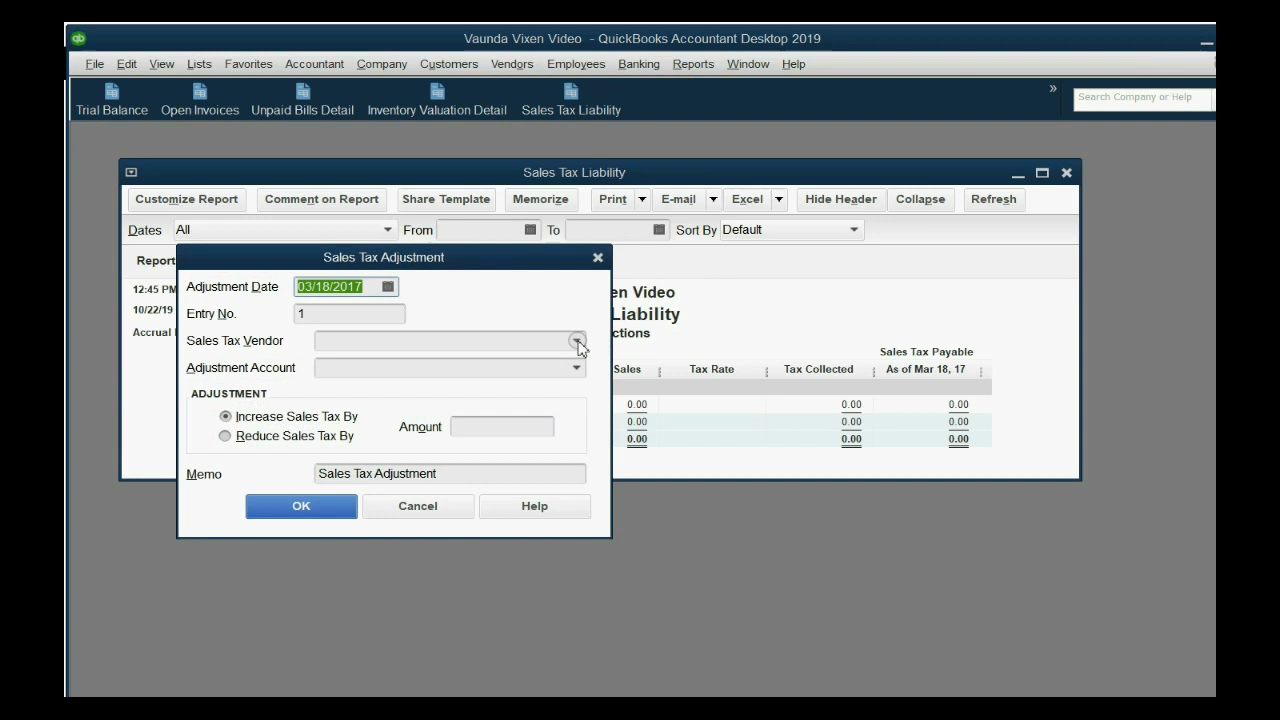 qb
Vaunda Vixen Video - QuickBooks Accountant Desktop 2019
File Edit View Lists Favorites Accountant Company Customers Vendors Employees Banking Reports Window Help
Trial Balance Open Invoices Unpaid Bills Detail Inventory Valuation Detail Sales Tax Liability » Search Company or Help
Sales Tax Liability
Customize Report Comment on Report Share Template Memorize Print E-mail Excel Hide Header Collapse Refresh
Dates All From To Sort By Default
Sales Tax Adjustment
Report
Adjustment Date 03/18/2017
12:45 PM
en Video
10/22/19
Entry No. 1
Liability
Accrual
ctions
Sales Tax Vendor
Sales Tax Payable
Adjustment Account
Sales Tax Rate Tax Collected As of Mar 18, 17
ADJUSTMENT
0.00 0.00 0.00
Increase Sales Tax By
0.00 0.00 0.00
Amount
Reduce Sales Tax By
0.00 0.00 0.00
Memo Sales Tax Adjustment
OK Cancel Help